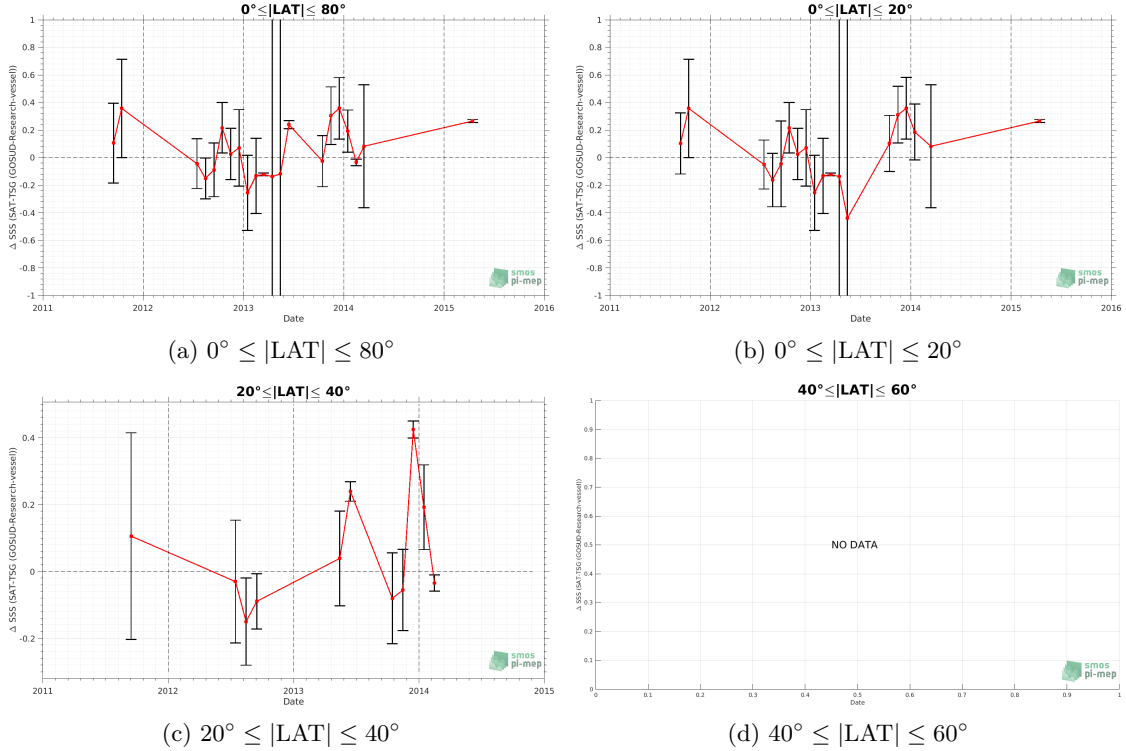 0°≤|LAT|≤ 80°
1
0.8
0.6
0.4
0.2
0
-0.2
-0.4
-0.6
-0.8
-1
Δ SSS (SAT-TSG (GOSUD-Research-vessel))
2011 2012 2013 2014 2015 2016
Date
smos
pi-mep
(a) 0° ≤ |LAT| ≤ 80°
0°≤|LAT|≤ 20°
1
0.8
0.6
0.4
0.2
0
-0.2
-0.4
-0.6
-0.8
-1
Δ SSS (SAT-TSG (GOSUD-Research-vessel))
2011 2012 2013 2014 2015 2016
Date
smos
pi-mep
(b) 0° ≤ |LAT| ≤ 20°
20°≤|LAT|≤ 40°
0.4
0.2
0
-0.2
Δ SSS (SAT-TSG (GOSUD-Research-vessel))
2011 2012 2013 2014 2015
Date
smos
pi-mep
(c) 20° ≤ |LAT| ≤ 40°
40°≤|LAT|≤ 60°
1
0.9
0.8
0.7
0.6
0.5
0.4
0.3
0.2
0.1
0
Δ SSS (SAT-TSG (GOSUD-Research-vessel))
NO DATA
0 0.1 0.2 0.3 0.4 0.5 0.6 0.7 0.8 0.9 1
Date
smos
pi-mep
(d) 40° ≤ |LAT| ≤ 60°